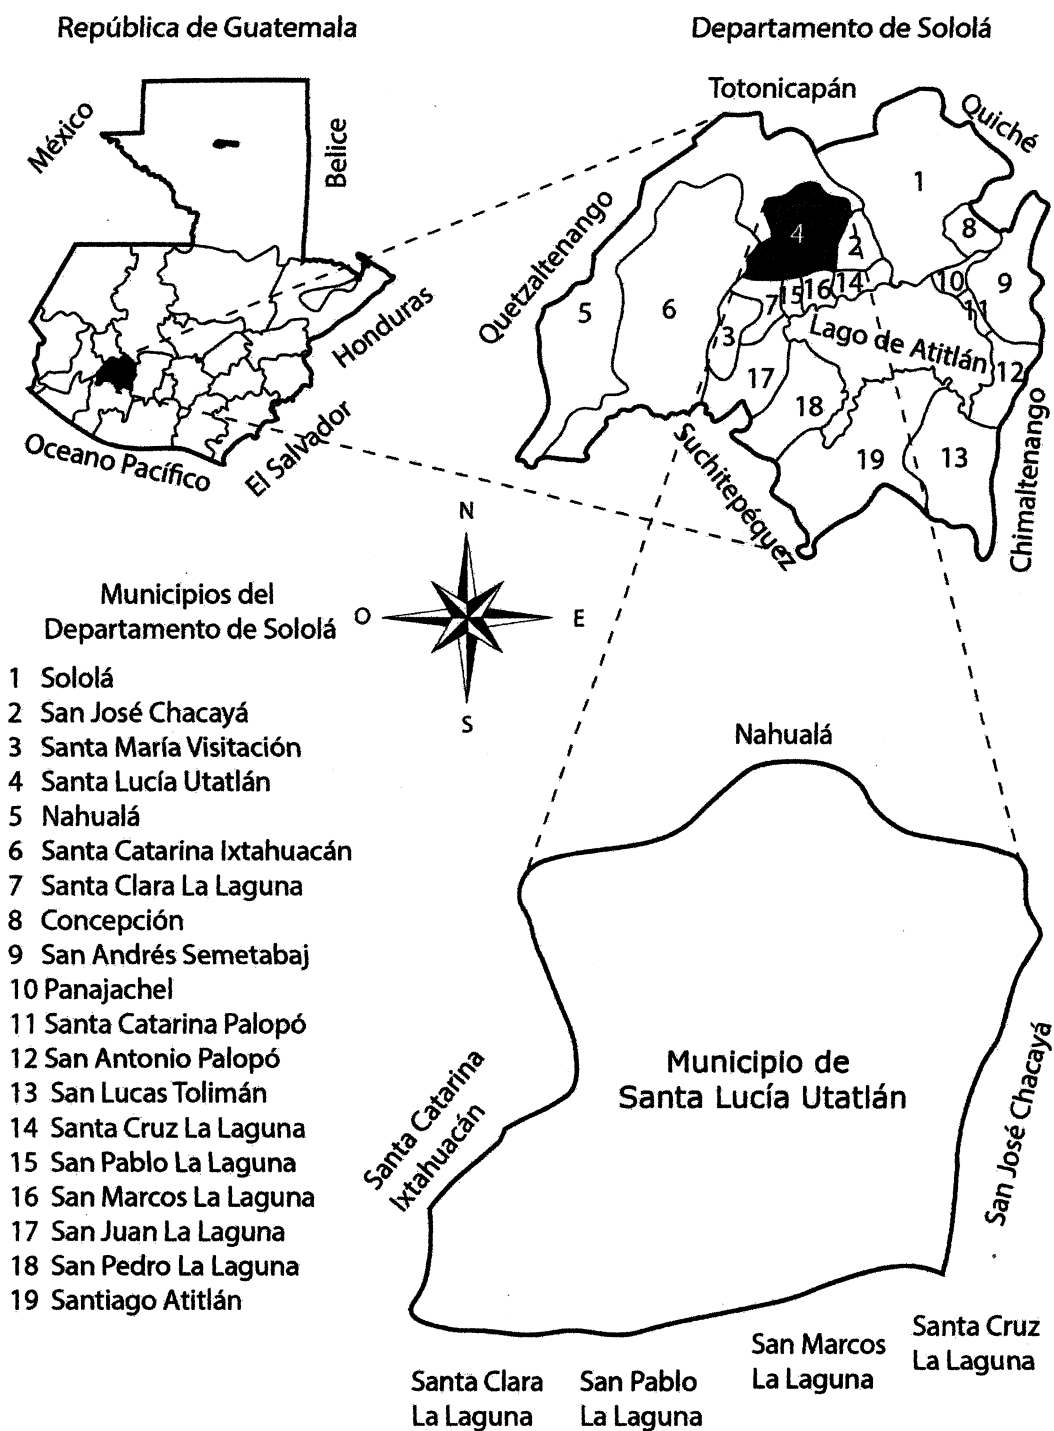 República de Guatemala
México
Belice
Honduras
El Salvador
Oceano Pacífico
Departamento de Sololá
Totonicapán
Quiché
Quetzaltenango
Suchitepéquez
Chimaltenango
1
8
4
2
9
10
11
14
16
15
7
5
6
3
Lago de Atitlán
12
17
18
19
13
N
O
E
S
Municipios del
Departamento de Sololá
1 Sololá
2 San José Chacayá
3 Santa María Visitación
4 Santa Lucía Utatlán
5 Nahualá
6 Santa Catarina Ixtahuacán
7 Santa Clara La Laguna
8 Concepción
9 San Andrés Semetabaj
10 Panajachel
11 Santa Catarina Palopó
12 San Antonio Palopó
13 San Lucas Tolimán
14 Santa Cruz La Laguna
15 San Pablo La Laguna
16 San Marcos La Laguna
17 San Juan La Laguna
18 San Pedro La Laguna
19 Santiago Atitlán
Nahualá
Municipio de
Santa Lucía Utatlán
Santa Catarina
Ixtahuacán
San José Chacayá
Santa Clara
La Laguna
San Pablo
La Laguna
San Marcos
La Laguna
Santa Cruz
La Laguna